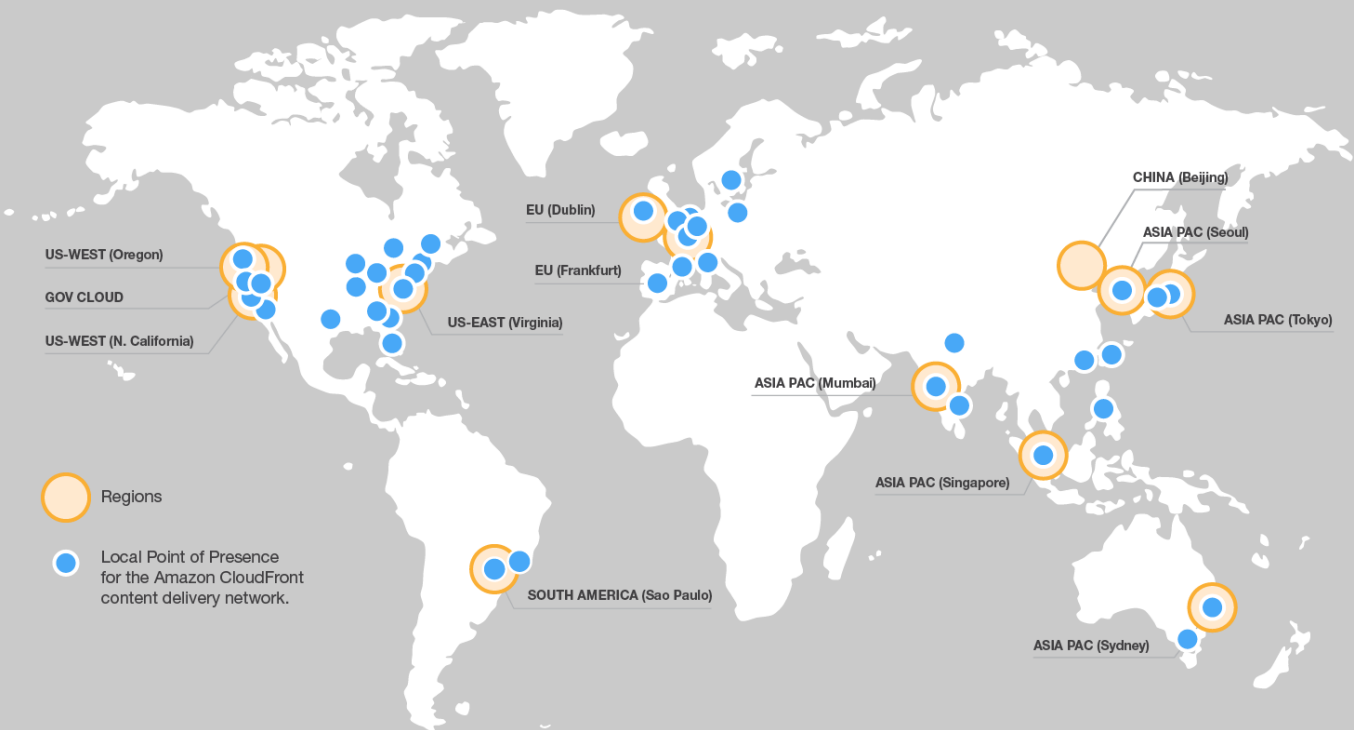 CHINA (Beijing)
EU (Dublin)
ASIA PAC (Seoul)
US-WEST (Oregon)
EU (Frankfurt)
GOV CLOUD
US-EAST (Virginia)
ASIA PAC (Tokyo)
US-WEST (N. California)
ASIA PAC (Mumbai)
ASIA PAC (Singapore)
Regions
Local Point of Presence
for the Amazon CloudFront
content delivery network.
SOUTH AMERICA (Sao Paulo)
ASIA PAC (Sydney)